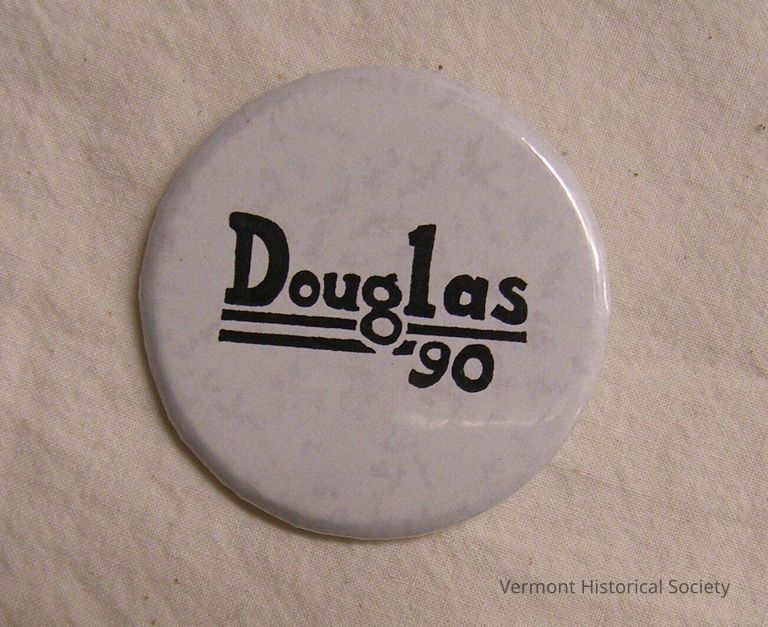 Douglas
'90
Vermont Historical Society